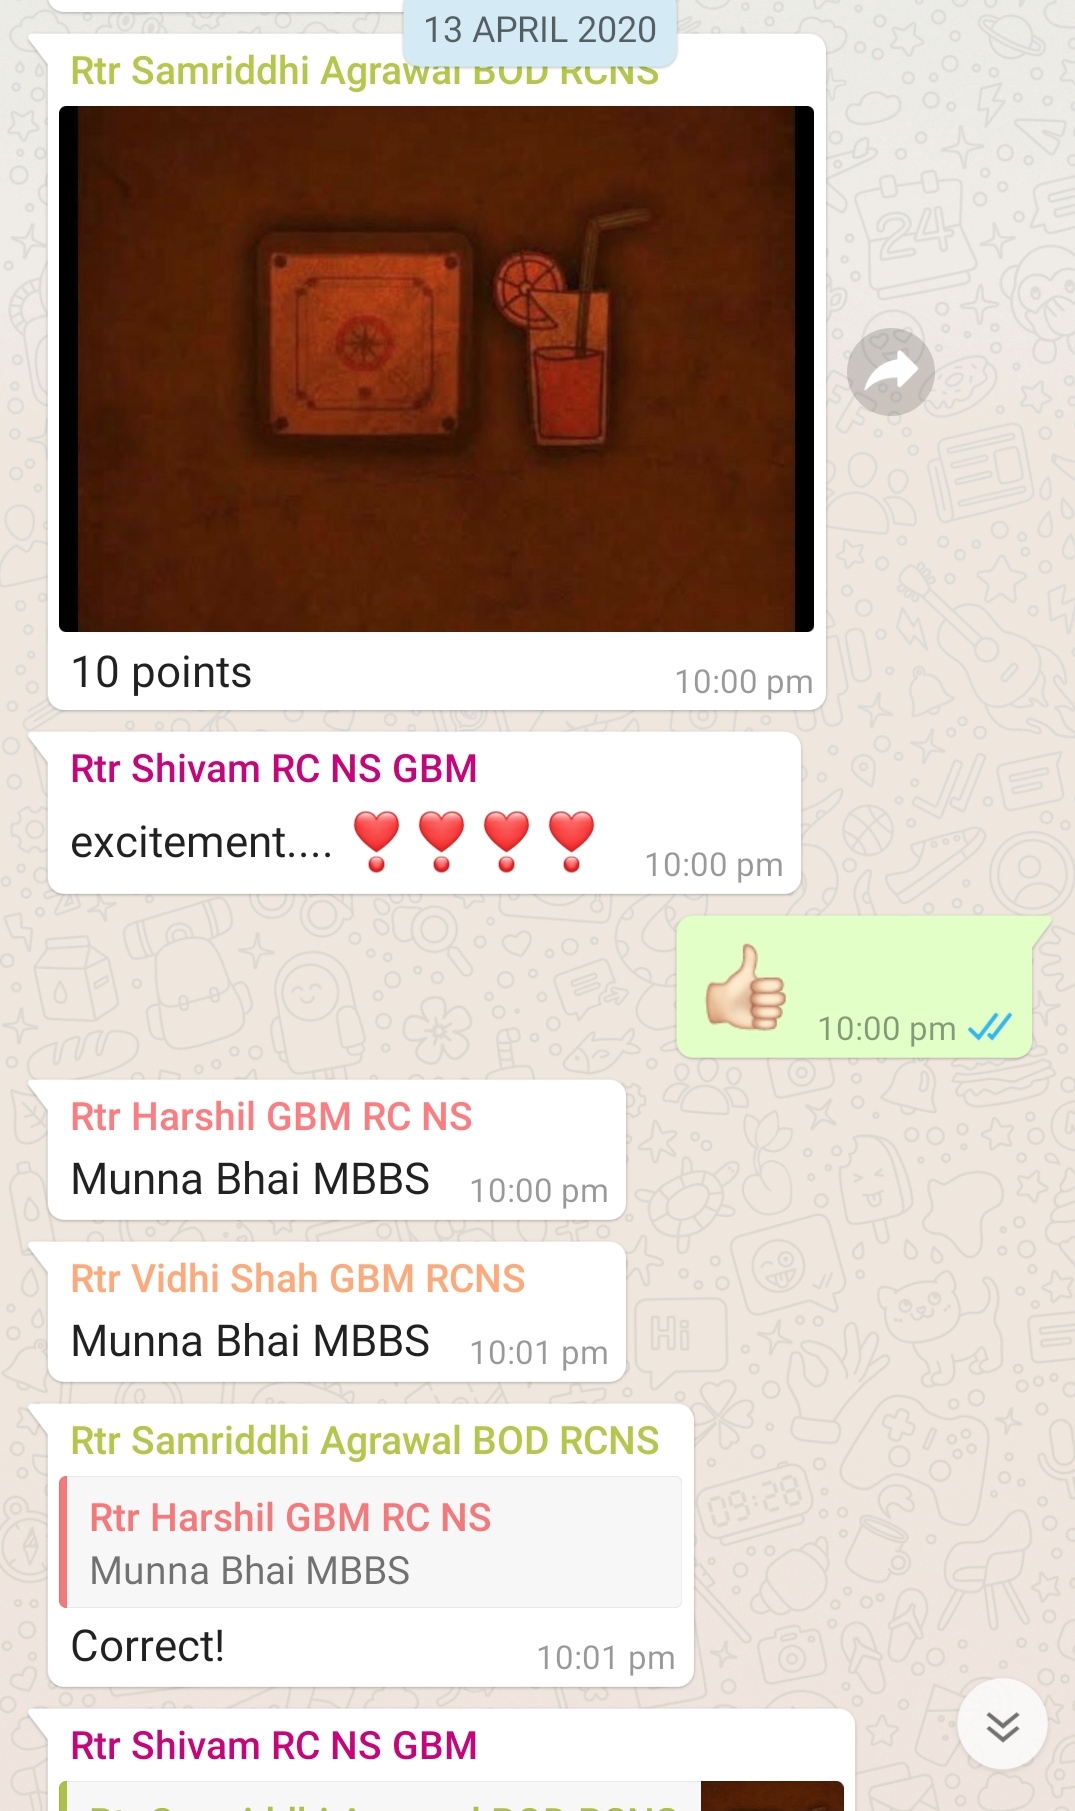 13 APRIL 2020
Rtr Samriddhi Agrawal BOD RCNS
10 points
10:00 pm
Rtr Shivam RC NS GBM
excitement.... ❣️❣️❣️❣️
10:00 pm
👍🏻
10:00 pm
Rtr Harshil GBM RC NS
Munna Bhai MBBS
10:00 pm
Rtr Vidhi Shah GBM RCNS
Munna Bhai MBBS
10:01 pm
Rtr Samriddhi Agrawal BOD RCNS
Rtr Harshil GBM RC NS
Munna Bhai MBBS
Correct!
10:01 pm
Rtr Shivam RC NS GBM